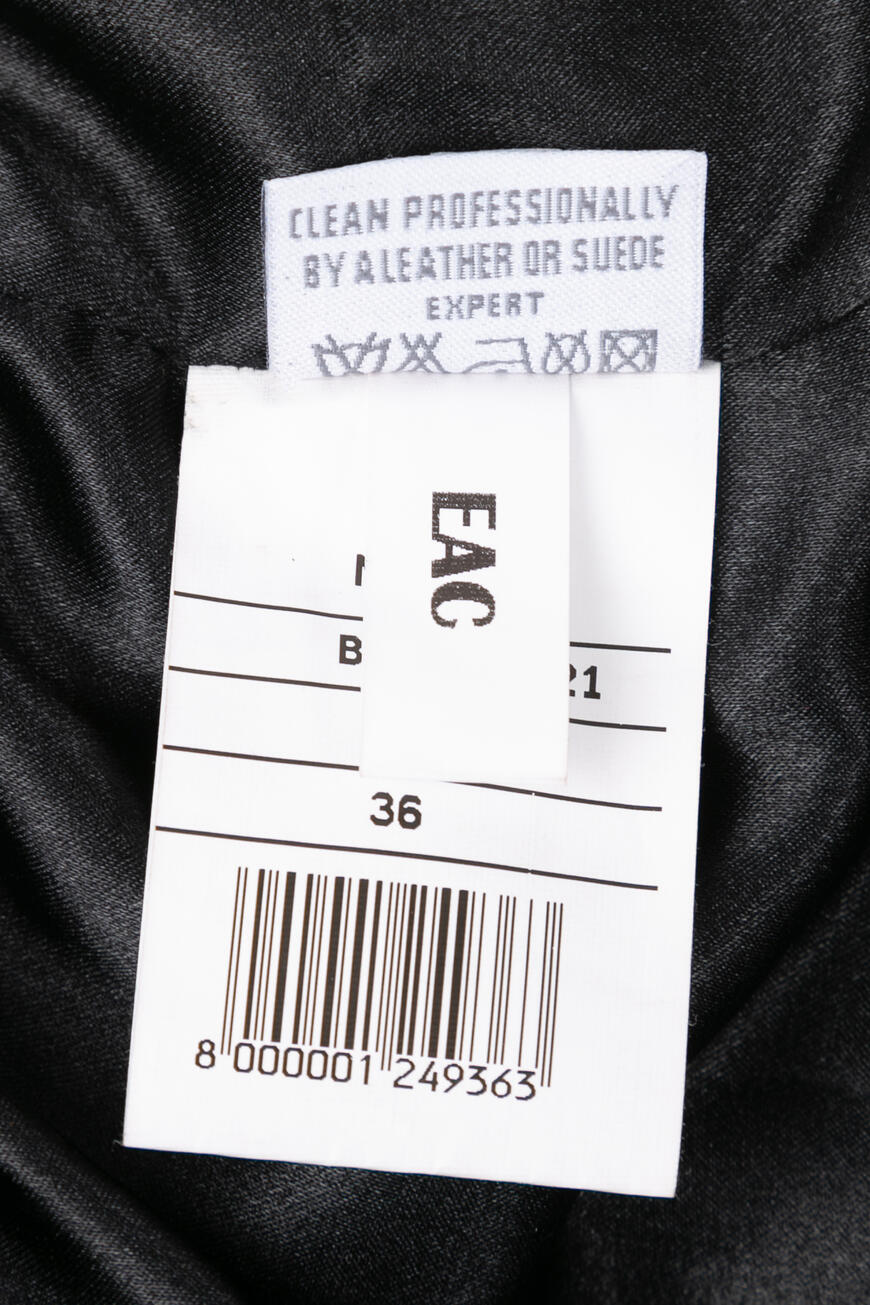 CLEAN PROFESSIONALLY
BY A LEATHER OR SUEDE
EXPERT
EAC
36
8 000001 249363